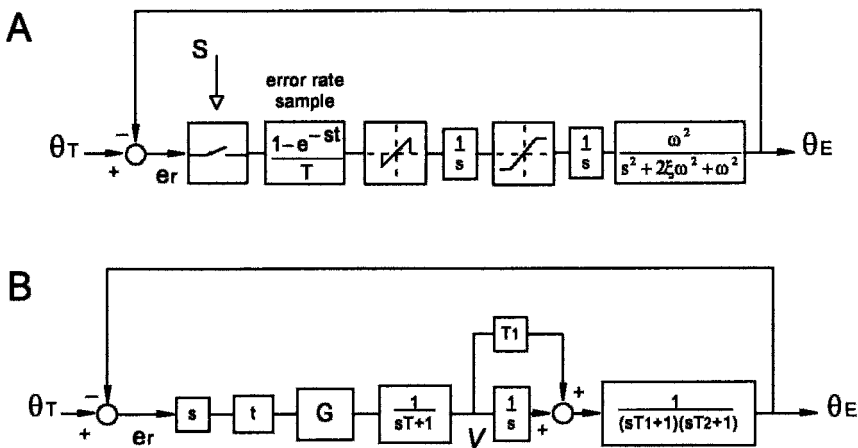 A
S
error rate
sample
θT
+
−
er
1−e^−st
T
1
s
1
s
ω²
s²+2ξω²+ω²
θE
B
T1
θT
−
+
er
s
t
G
1
sT+1
V
1
s
+
+
+
1
(sT1+1)(sT2+1)
θE